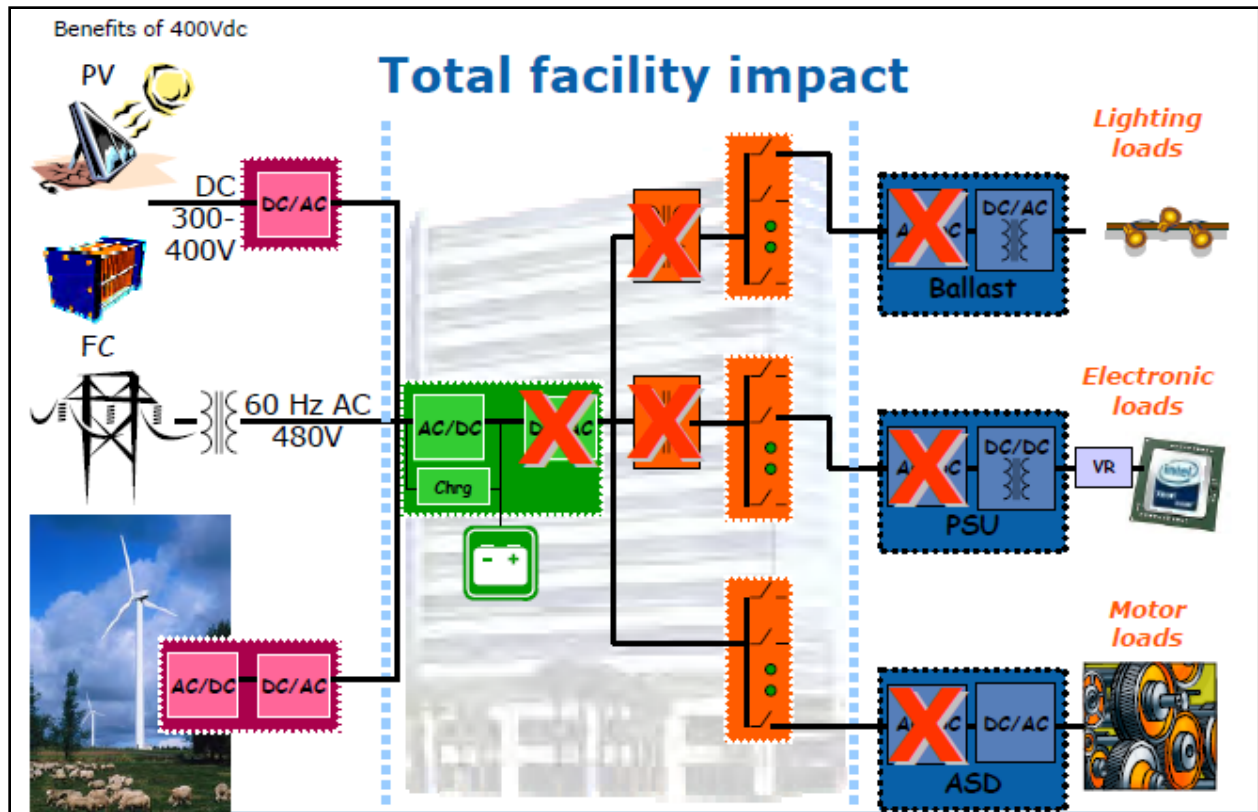 Benefits of 400Vdc
Total facility impact
PV
DC
300-
400V
DC/AC
FC
60 Hz AC
480V
AC/DC
Chrg
- +
AC/DC
DC/AC
Lighting
loads
DC/AC
Ballast
Electronic
loads
DC/DC
PSU
VR
intel
Motor
loads
DC/AC
ASD